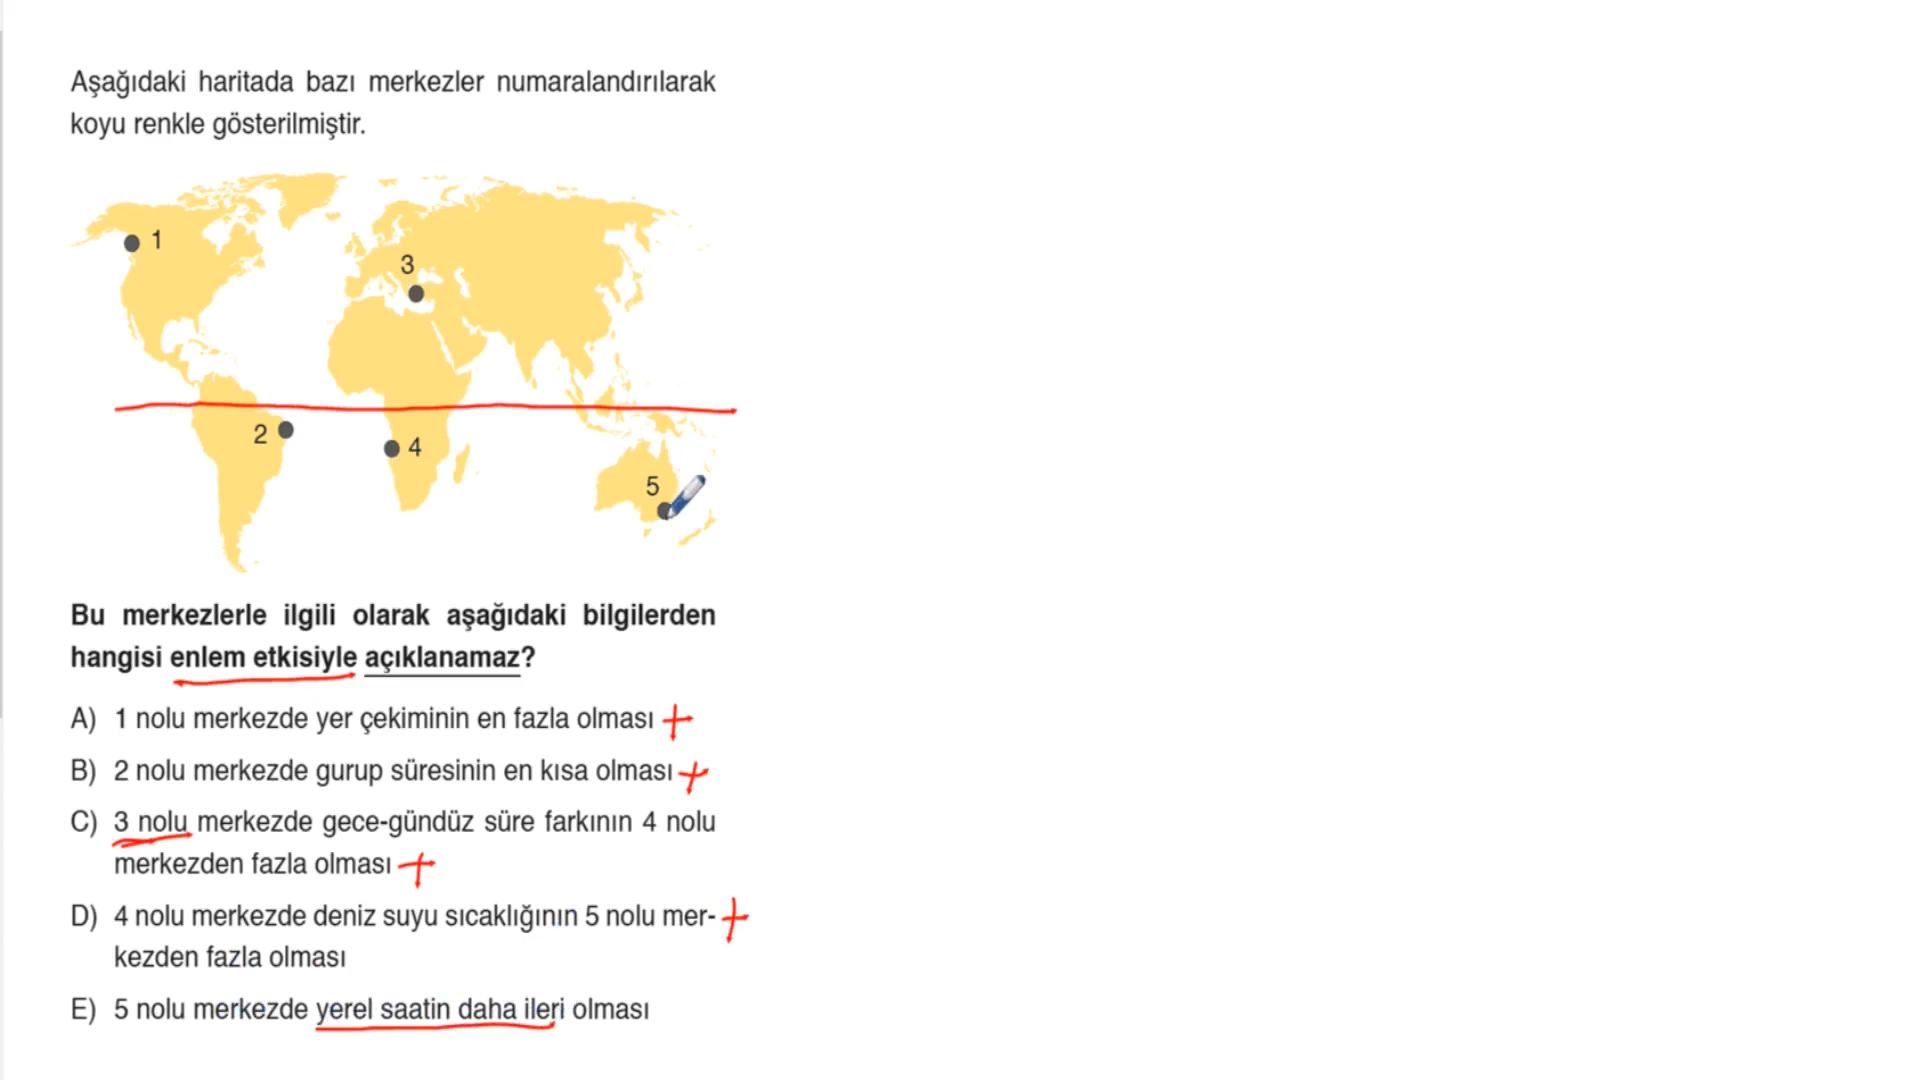 Aşağıdaki haritada bazı merkezler numaralandırılarak
koyu renkle gösterilmiştir.
1
3
2
4
5
Bu merkezlerle ilgili olarak aşağıdaki bilgilerden
hangisi enlem etkisiyle açıklanamaz?
A) 1 nolu merkezde yer çekiminin en fazla olması
B) 2 nolu merkezde gurup süresinin en kısa olması
C) 3 nolu merkezde gece-gündüz süre farkının 4 nolu
merkezden fazla olması
D) 4 nolu merkezde deniz suyu sıcaklığının 5 nolu mer-
kezden fazla olması
E) 5 nolu merkezde yerel saatin daha ileri olması